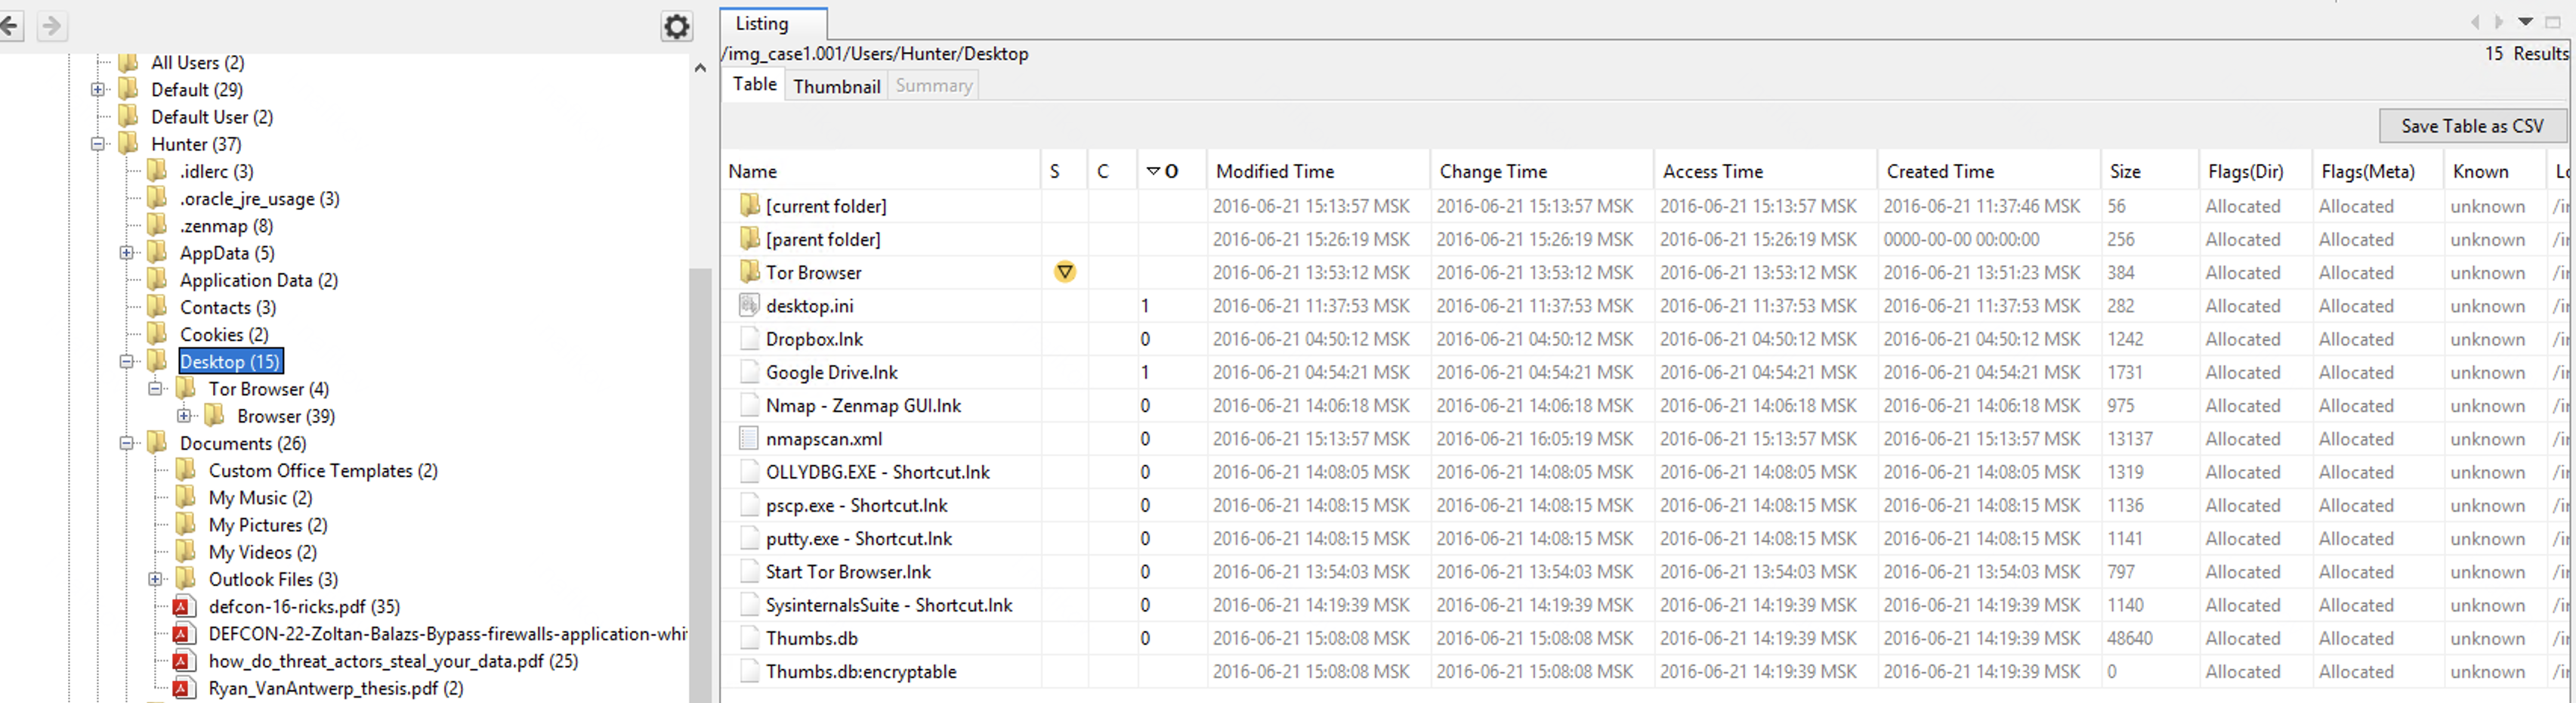 All Users (2)
Default (29)
Default User (2)
Hunter (37)
.idlerc (3)
.oracle_jre_usage (3)
.zenmap (8)
AppData (5)
Application Data (2)
Contacts (3)
Cookies (2)
Desktop (15)
Tor Browser (4)
Browser (39)
Documents (26)
Custom Office Templates (2)
My Music (2)
My Pictures (2)
My Videos (2)
Outlook Files (3)
defcon-16-ricks.pdf (35)
DEFCON-22-Zoltan-Balazs-Bypass-firewalls-application-whi
how_do_threat_actors_steal_your_data.pdf (25)
Ryan_VanAntwerp_thesis.pdf (2)
Listing
/img_case1.001/Users/Hunter/Desktop
15 Results
Table Thumbnail Summary
Save Table as CSV
Name S C O Modified Time Change Time Access Time Created Time Size Flags(Dir) Flags(Meta) Known
[current folder] 2016-06-21 15:13:57 MSK 2016-06-21 15:13:57 MSK 2016-06-21 15:13:57 MSK 2016-06-21 11:37:46 MSK 56 Allocated Allocated unknown
[parent folder] 2016-06-21 15:26:19 MSK 2016-06-21 15:26:19 MSK 2016-06-21 15:26:19 MSK 0000-00-00 00:00:00 256 Allocated Allocated unknown
Tor Browser 2016-06-21 13:53:12 MSK 2016-06-21 13:53:12 MSK 2016-06-21 13:53:12 MSK 2016-06-21 13:51:23 MSK 384 Allocated Allocated unknown
desktop.ini 1 2016-06-21 11:37:53 MSK 2016-06-21 11:37:53 MSK 2016-06-21 11:37:53 MSK 2016-06-21 11:37:53 MSK 282 Allocated Allocated unknown
Dropbox.lnk 0 2016-06-21 04:50:12 MSK 2016-06-21 04:50:12 MSK 2016-06-21 04:50:12 MSK 2016-06-21 04:50:12 MSK 1242 Allocated Allocated unknown
Google Drive.lnk 1 2016-06-21 04:54:21 MSK 2016-06-21 04:54:21 MSK 2016-06-21 04:54:21 MSK 2016-06-21 04:54:21 MSK 1731 Allocated Allocated unknown
Nmap - Zenmap GUI.lnk 0 2016-06-21 14:06:18 MSK 2016-06-21 14:06:18 MSK 2016-06-21 14:06:18 MSK 2016-06-21 14:06:18 MSK 975 Allocated Allocated unknown
nmapscan.xml 0 2016-06-21 15:13:57 MSK 2016-06-21 16:05:19 MSK 2016-06-21 15:13:57 MSK 2016-06-21 15:13:57 MSK 13137 Allocated Allocated unknown
OLLYDBG.EXE - Shortcut.lnk 0 2016-06-21 14:08:05 MSK 2016-06-21 14:08:05 MSK 2016-06-21 14:08:05 MSK 2016-06-21 14:08:05 MSK 1319 Allocated Allocated unknown
pscp.exe - Shortcut.lnk 0 2016-06-21 14:08:15 MSK 2016-06-21 14:08:15 MSK 2016-06-21 14:08:15 MSK 2016-06-21 14:08:15 MSK 1136 Allocated Allocated unknown
putty.exe - Shortcut.lnk 0 2016-06-21 14:08:15 MSK 2016-06-21 14:08:15 MSK 2016-06-21 14:08:15 MSK 2016-06-21 14:08:15 MSK 1141 Allocated Allocated unknown
Start Tor Browser.lnk 0 2016-06-21 13:54:03 MSK 2016-06-21 13:54:03 MSK 2016-06-21 13:54:03 MSK 2016-06-21 13:54:03 MSK 797 Allocated Allocated unknown
SysinternalsSuite - Shortcut.lnk 0 2016-06-21 14:19:39 MSK 2016-06-21 14:19:39 MSK 2016-06-21 14:19:39 MSK 2016-06-21 14:19:39 MSK 1140 Allocated Allocated unknown
Thumbs.db 0 2016-06-21 15:08:08 MSK 2016-06-21 15:08:08 MSK 2016-06-21 14:19:39 MSK 2016-06-21 14:19:39 MSK 48640 Allocated Allocated unknown
Thumbs.db:encryptable 2016-06-21 15:08:08 MSK 2016-06-21 15:08:08 MSK 2016-06-21 14:19:39 MSK 2016-06-21 14:19:39 MSK 0 Allocated Allocated unknown